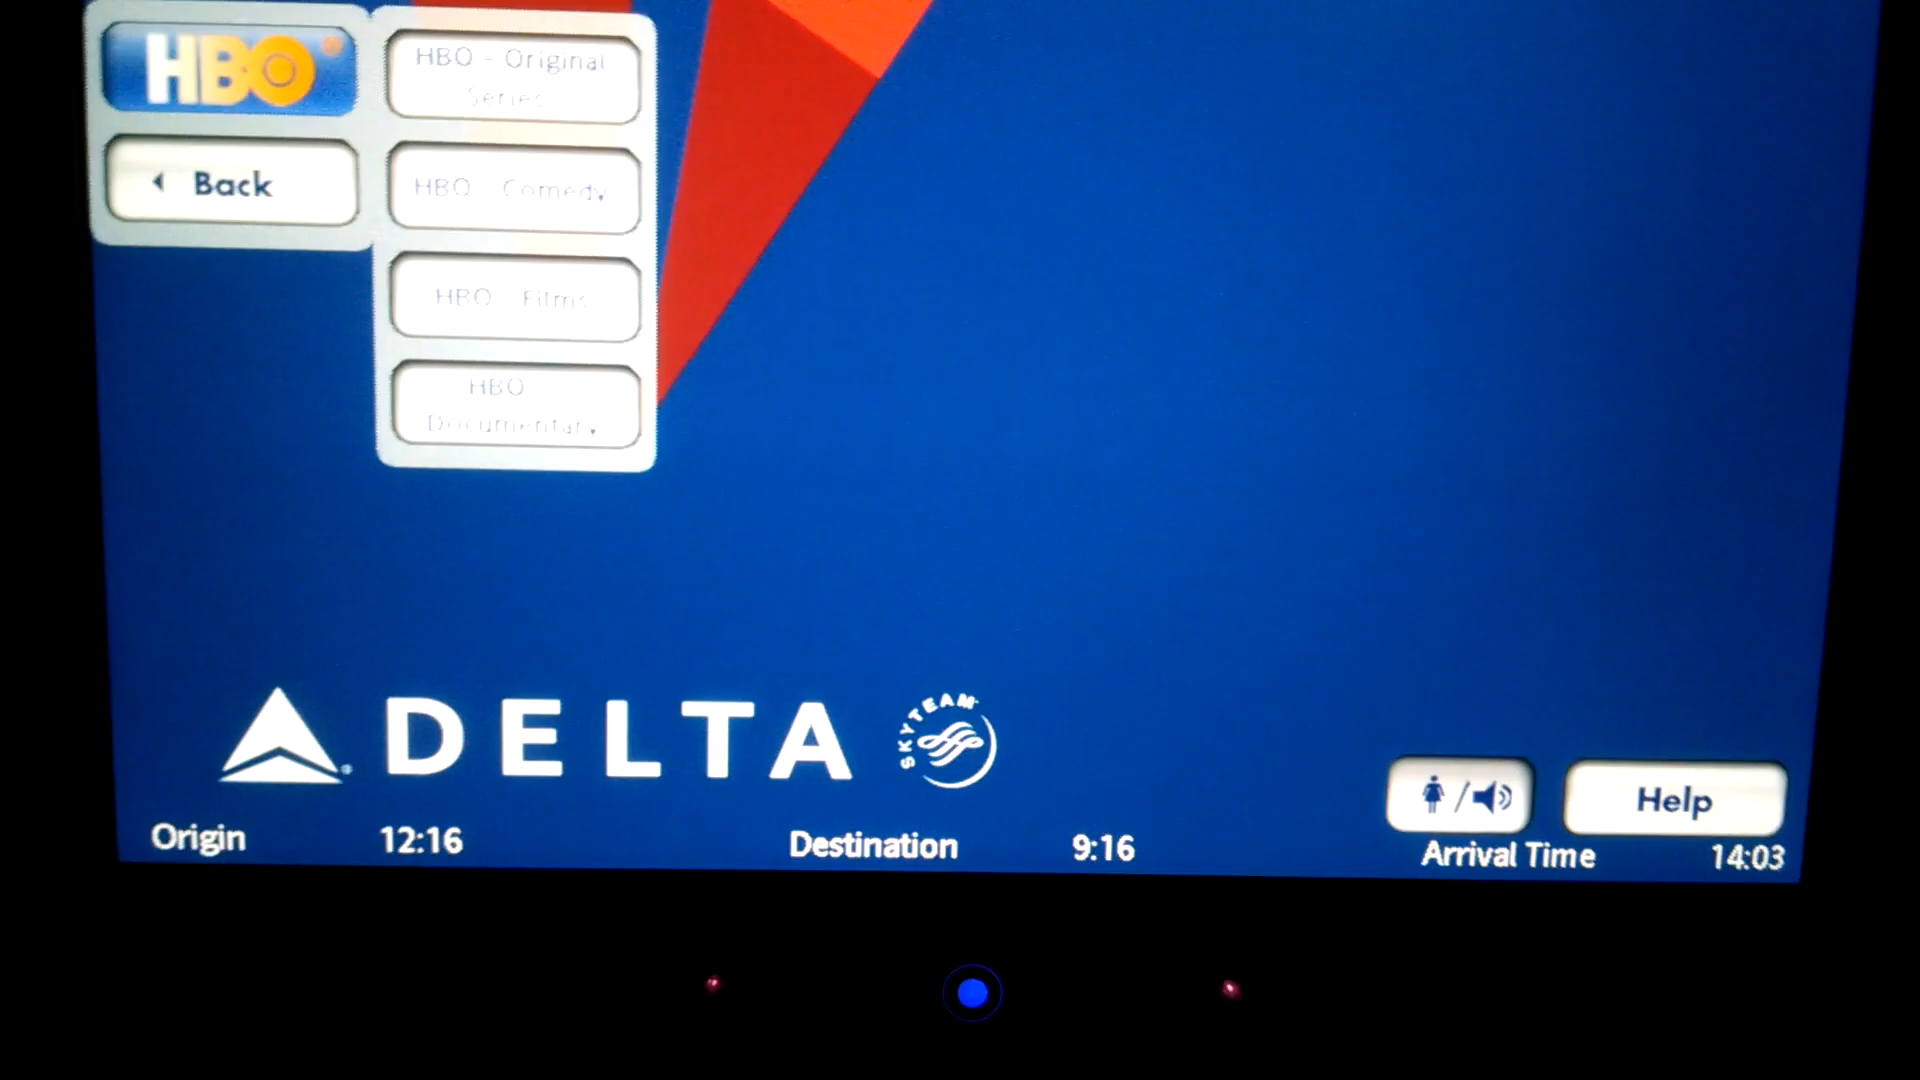 HBO
HBO - Original
Series
Back
HBO - Comedy
HBO - Films
HBO
Documentary
DELTA
SKYTEAM
/
Help
Origin 12:16 Destination 9:16 Arrival Time 14:03